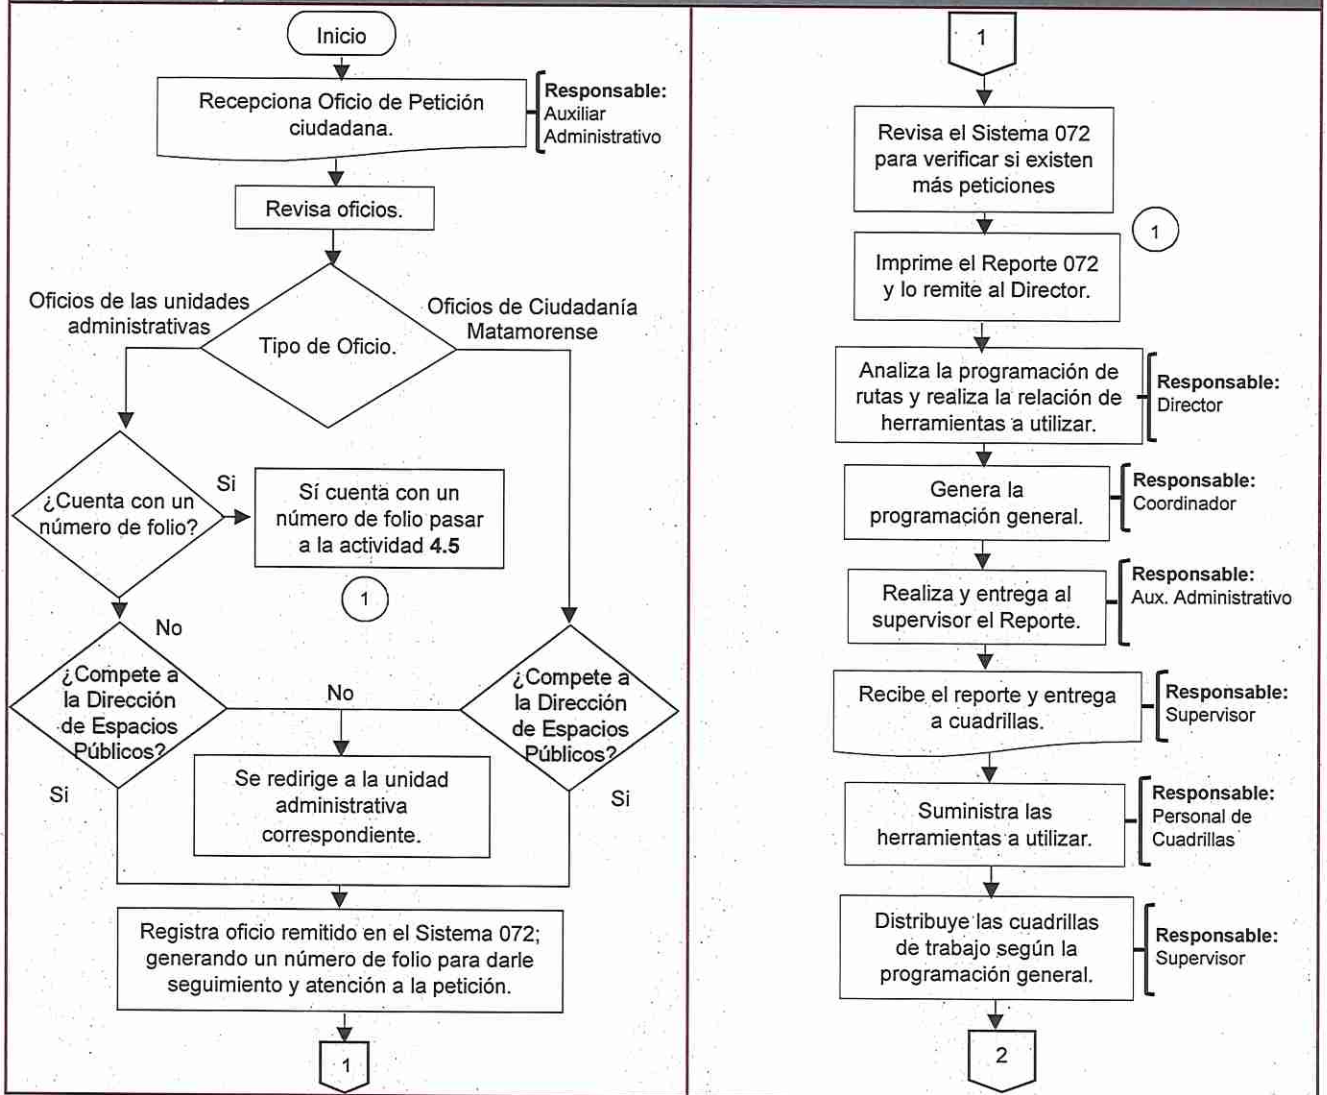 Inicio
Recepciona Oficio de Petición
ciudadana.
Responsable:
Auxiliar
Administrativo
Revisa oficios.
Oficios de las unidades
administrativas
Tipo de Oficio.
Oficios de Ciudadanía
Matamorense
¿Cuenta con un
número de folio?
Si
Sí cuenta con un
número de folio pasar
a la actividad 4.5
1
No
¿Compete a
la Dirección
de Espacios
Públicos?
No
¿Compete a
la Dirección
de Espacios
Públicos?
Si
Se redirige a la unidad
administrativa
correspondiente.
Si
Registra oficio remitido en el Sistema 072;
generando un número de folio para darle
seguimiento y atención a la petición.
1
1
Revisa el Sistema 072
para verificar si existen
más peticiones
1
Imprime el Reporte 072
y lo remite al Director.
Analiza la programación de
rutas y realiza la relación de
herramientas a utilizar.
Responsable:
Director
Genera la
programación general.
Responsable:
Coordinador
Realiza y entrega al
supervisor el Reporte.
Responsable:
Aux. Administrativo
Recibe el reporte y entrega
a cuadrillas.
Responsable:
Supervisor
Suministra las
herramientas a utilizar.
Responsable:
Personal de
Cuadrillas
Distribuye las cuadrillas
de trabajo según la
programación general.
Responsable:
Supervisor
2